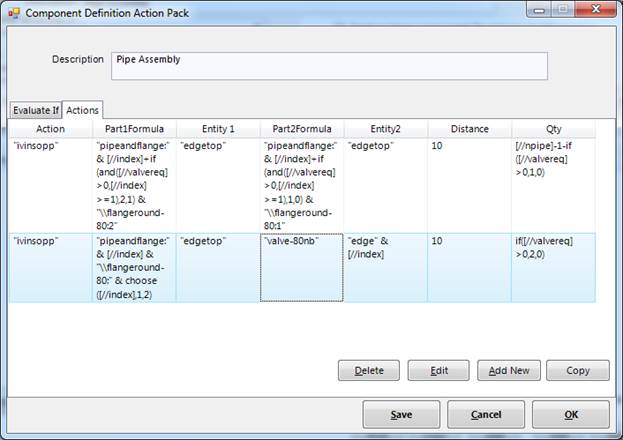 Component Definition Action Pack
Description
Pipe Assembly
Evaluate If
Actions
Action
Part1Formula
Entity 1
Part2Formula
Entity2
Distance
Qty
"ivinsopp"
"pipeandflange:"
& [//index]+if
(and([//valvereq]
>0,[//index]
>=1),2,1) &
"\\flangeround-
80:2"
"edgetop"
"pipeandflange:"
& [//index]+if
(and([//valvereq]
>0,[//index]
>=1),1,0) &
"\\flangeround-
80:1"
"edgetop"
10
[//npipe]-1-if
([//valvereq]
>0,1,0)
"ivinsopp"
"pipeandflange:"
& [//index] &
"\\flangeround-
80:" & choose
([//index],1,2)
"edgetop"
"valve-80nb"
"edge" &
[//index]
10
if([//valvereq]
>0,2,0)
Delete
Edit
Add New
Copy
Save
Cancel
OK